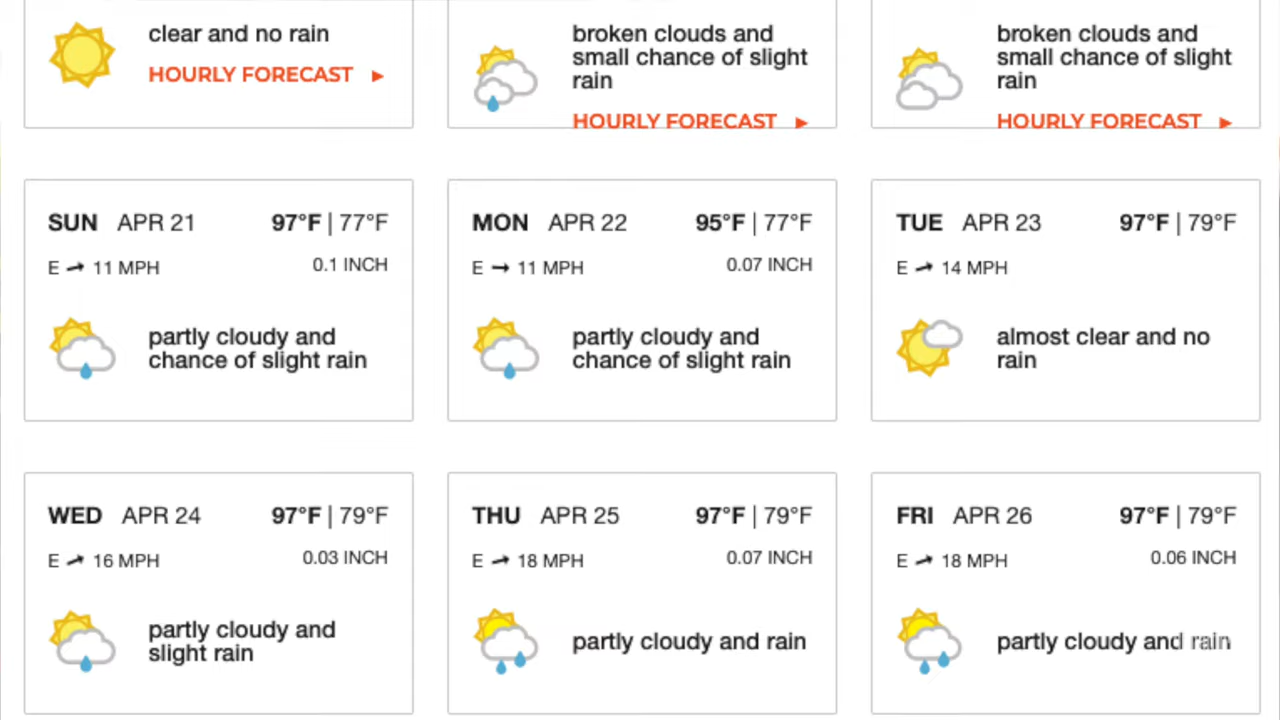 clear and no rain
HOURLY FORECAST ►
broken clouds and
small chance of slight
rain
HOURLY FORECAST ►
broken clouds and
small chance of slight
rain
HOURLY FORECAST ►
SUN APR 21 97°F | 77°F
E → 11 MPH 0.1 INCH
partly cloudy and
chance of slight rain
MON APR 22 95°F | 77°F
E → 11 MPH 0.07 INCH
partly cloudy and
chance of slight rain
TUE APR 23 97°F | 79°F
E → 14 MPH
almost clear and no
rain
WED APR 24 97°F | 79°F
E → 16 MPH 0.03 INCH
partly cloudy and
slight rain
THU APR 25 97°F | 79°F
E → 18 MPH 0.07 INCH
partly cloudy and rain
FRI APR 26 97°F | 79°F
E → 18 MPH 0.06 INCH
partly cloudy and rain